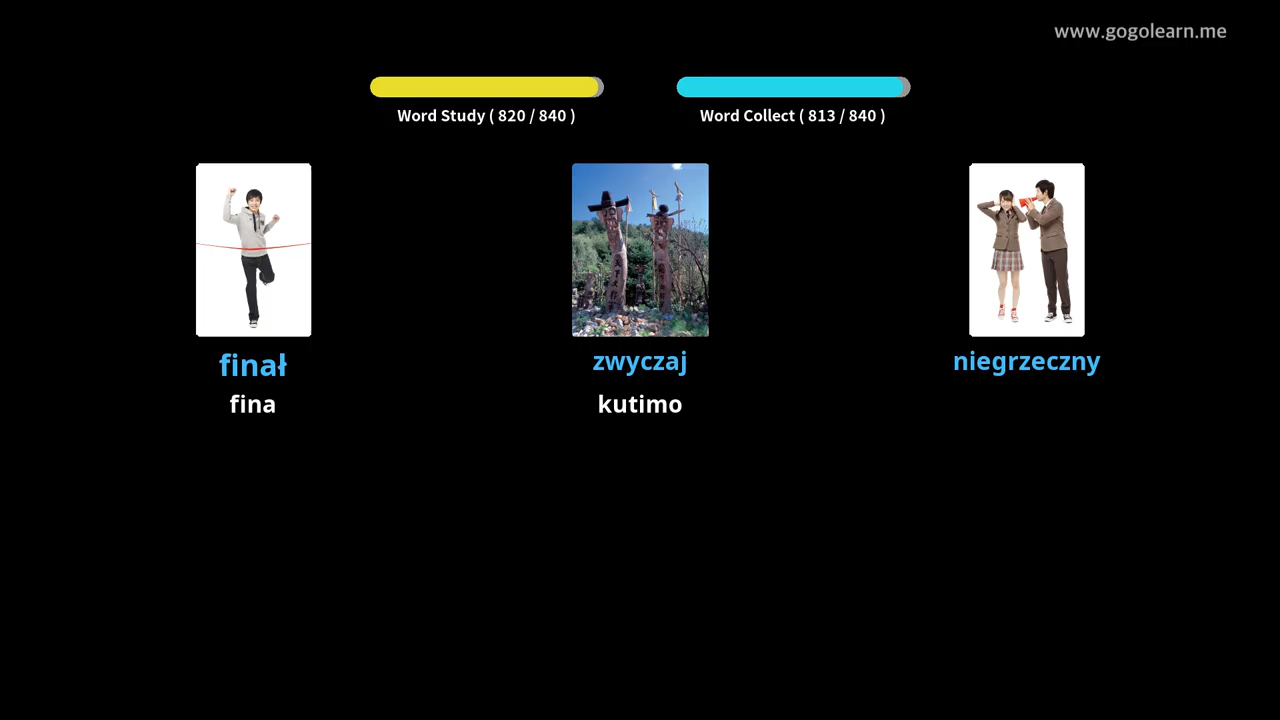 www.gogolearn.me
Word Study ( 820 / 840 )
Word Collect ( 813 / 840 )
finał
zwyczaj
niegrzeczny
fina
kutimo